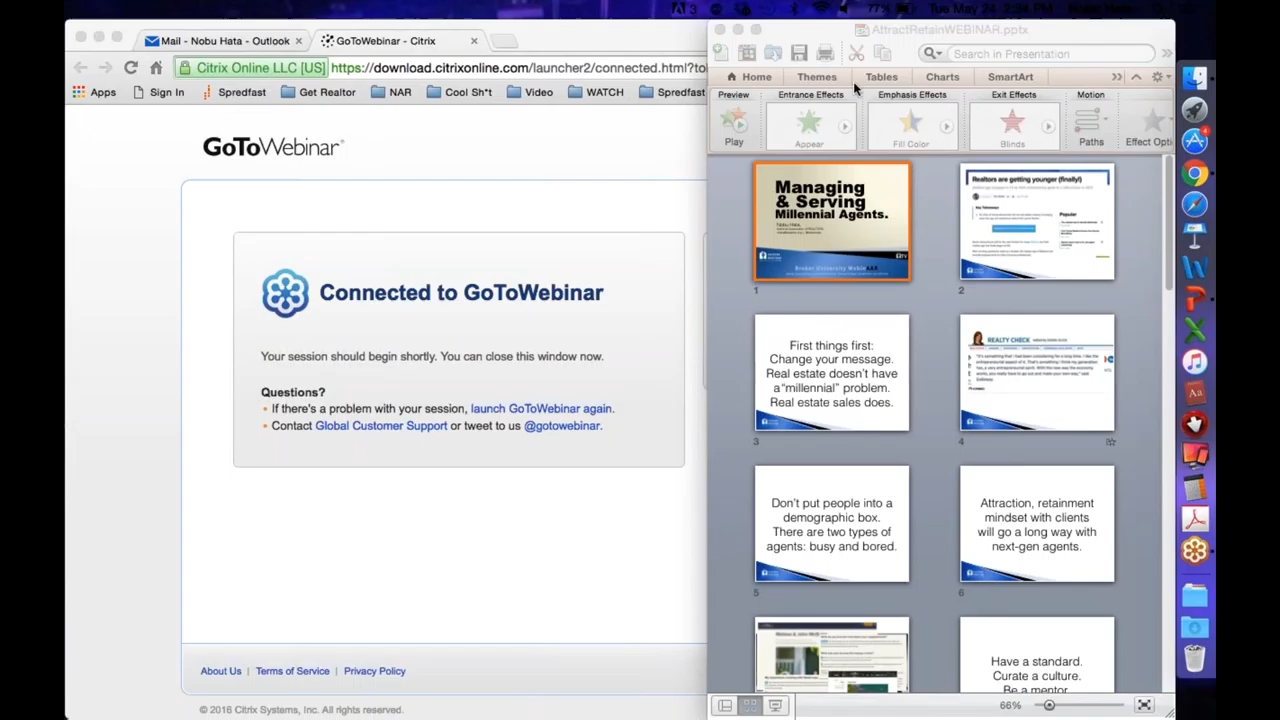 77%
Tue May 24
Mail - Nobu Hara - Outlook
GoToWebinar - Citrix
Citrix Online LLC [US]
https://download.citrixonline.com/launcher2/connected.html?to
Apps
Sign In
Spredfast:
Get Realtor
NAR
Cool Sh*t
Video
WATCH
Spredfast
GoToWebinar
Connected to GoToWebinar
begin shortly. You can close this window now.
Questions?
If there's a problem with your session, launch GoToWebinar again.
Contact Global Customer Support or tweet to us @gotowebinar.
About Us
Terms of Service
Privacy Policy
© 2016 Citrix Systems, Inc. All rights reserved.
AttractRetainWEBINAR.pptx
Search in Presentation
Home
Themes
Tables
Charts
SmartArt
Preview
Entrance Effects
Emphasis Effects
Exit Effects
Motion
Play
Appear
Fill Color
Blinds
Paths
Effect Opti
Managing
& Serving
Millennial Agents.
1
Realtors are getting younger (finally!)
Key Takeaways
Popular
2
First things first:
Change your message.
Real estate doesn't have
a "millennial" problem.
Real estate sales does.
3
REALTY CHECK
4
Don't put people into a
demographic box.
There are two types of
agents: busy and bored.
5
Attraction, retainment
mindset with clients
will go a long way with
next-gen agents.
6
Have a standard.
Curate a culture.
Be a mentor
66%